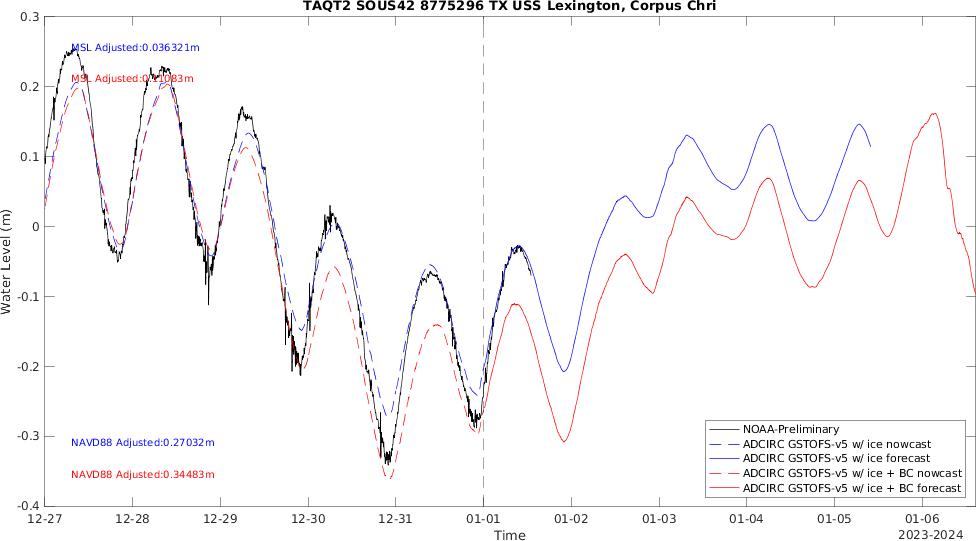 TAQT2 SOUS42 8775296 TX USS Lexington, Corpus Chri
0.3
MSL Adjusted:0.036321m
MSL Adjusted:0.11083m
0.2
0.1
0
-0.1
-0.2
-0.3
-0.4
Water Level (m)
NAVD88 Adjusted:0.27032m
NAVD88 Adjusted:0.34483m
NOAA-Preliminary
ADCIRC GSTOFS-v5 w/ ice nowcast
ADCIRC GSTOFS-v5 w/ ice forecast
ADCIRC GSTOFS-v5 w/ ice + BC nowcast
ADCIRC GSTOFS-v5 w/ ice + BC forecast
12-27 12-28 12-29 12-30 12-31 01-01 01-02 01-03 01-04 01-05 01-06
Time
2023-2024